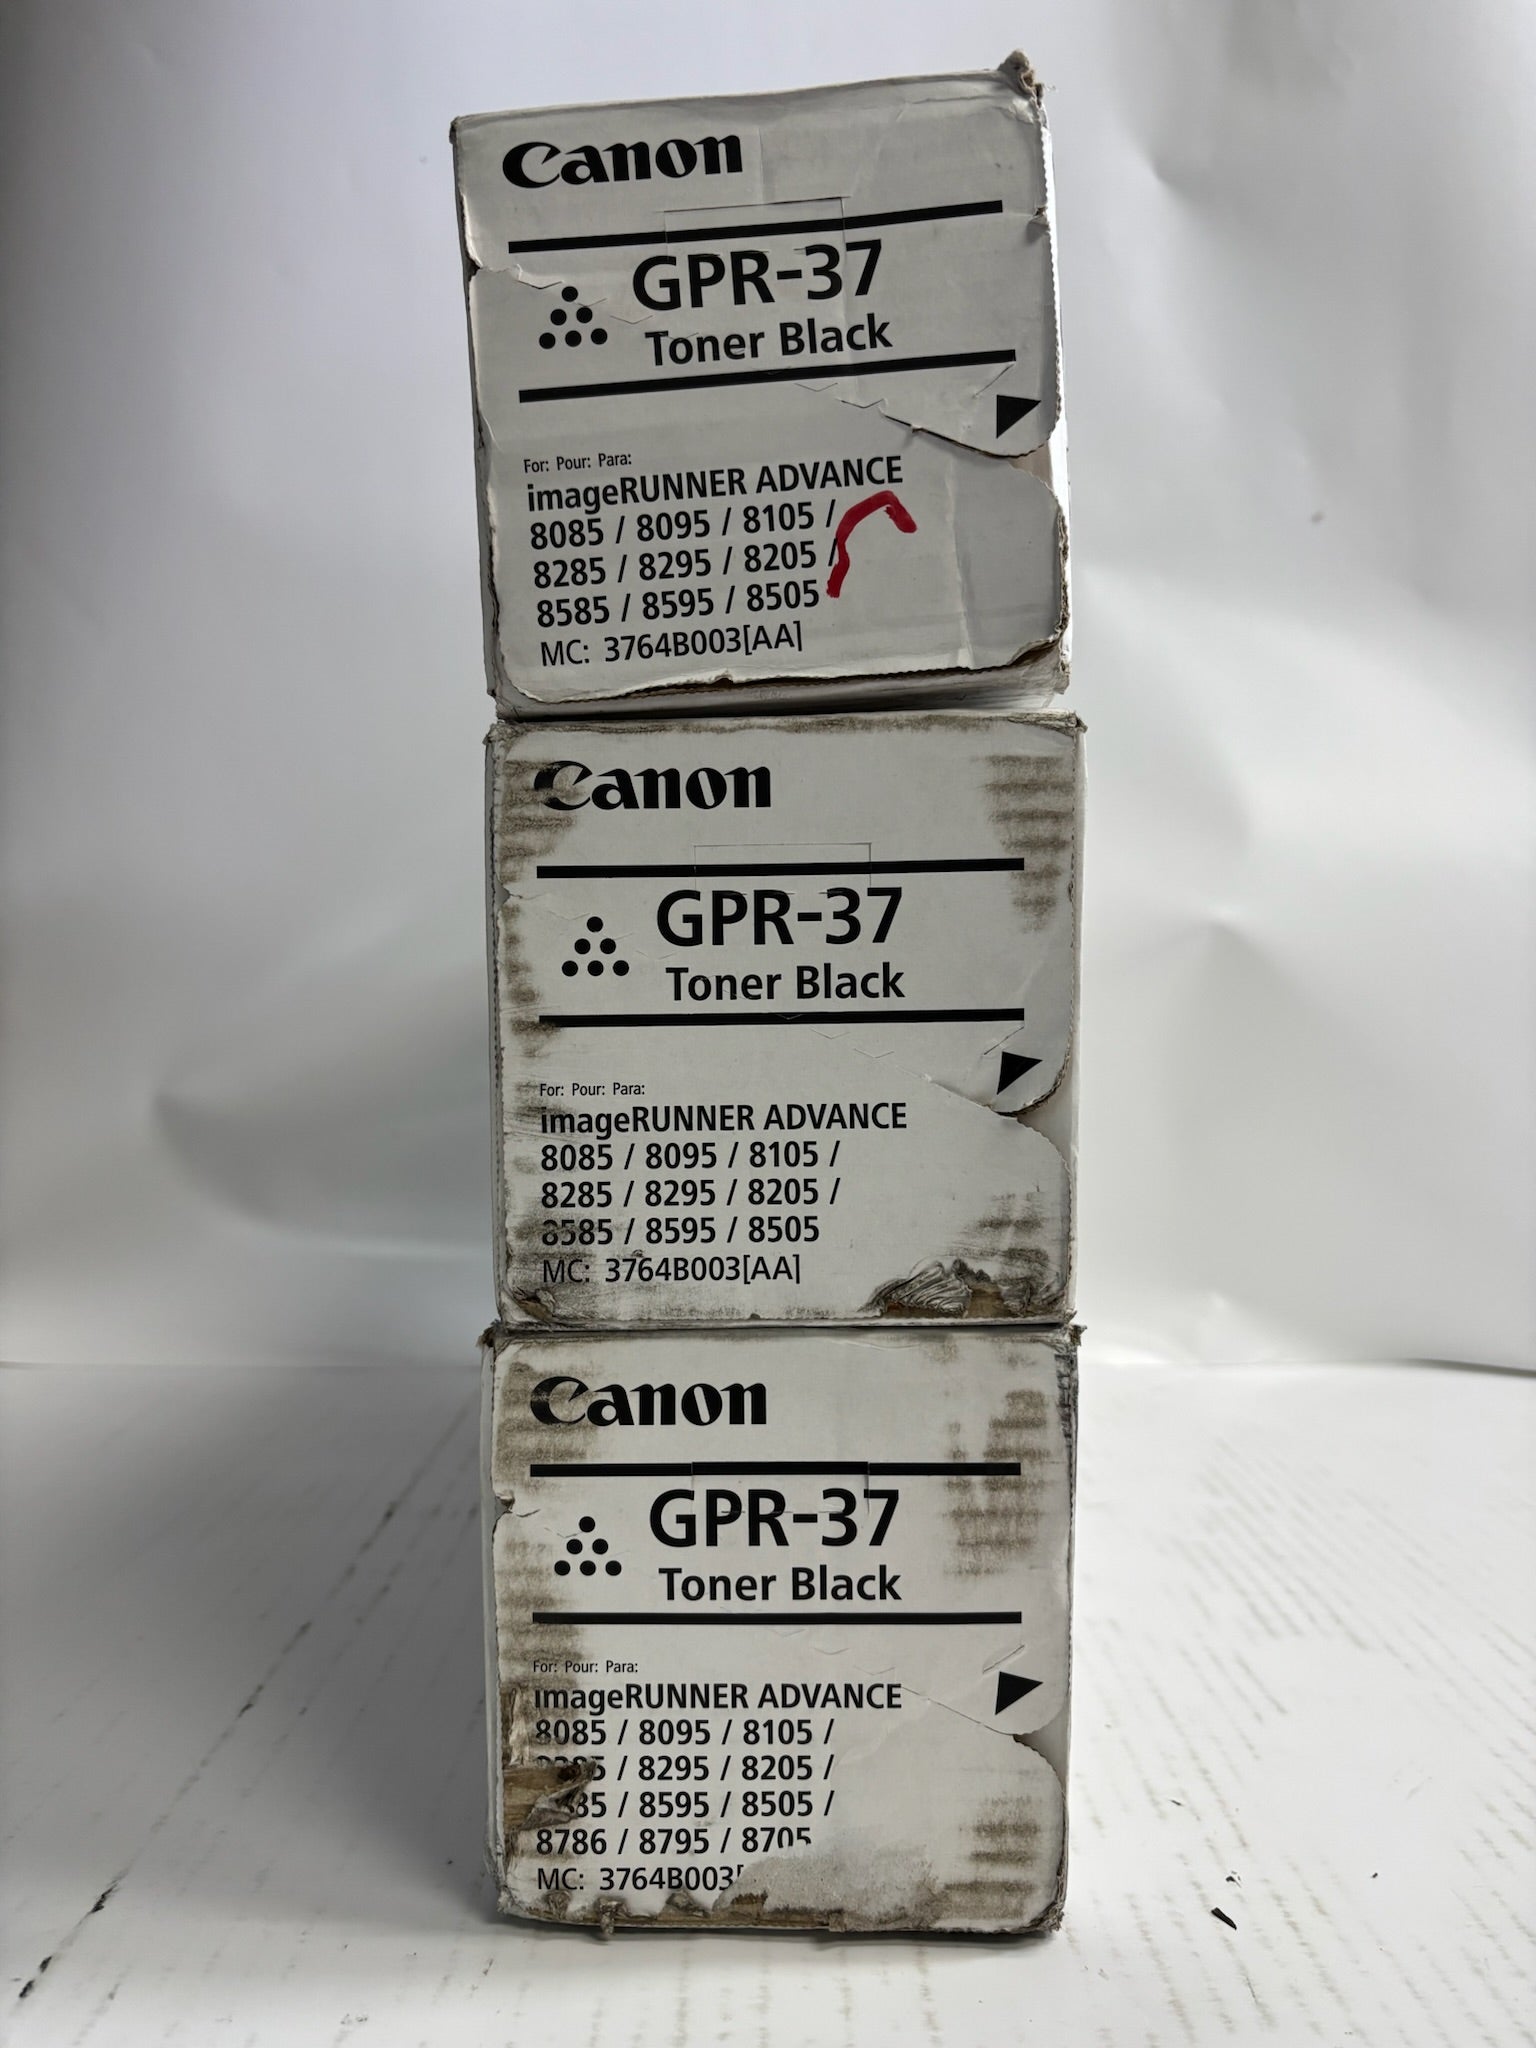 Canon
GPR-37
Toner Black
For: Pour: Para:
imageRUNNER ADVANCE
8085 / 8095 / 8105 /
8285 / 8295 / 8205 /
8585 / 8595 / 8505
MC: 3764B003[AA]
Canon
GPR-37
Toner Black
For: Pour: Para:
imageRUNNER ADVANCE
8085 / 8095 / 8105 /
8285 / 8295 / 8205 /
8585 / 8595 / 8505
MC: 3764B003[AA]
Canon
GPR-37
Toner Black
For: Pour: Para:
imageRUNNER ADVANCE
8085 / 8095 / 8105 /
/ 8295 / 8205 /
/ 8595 / 8505 /
8786 / 8795 / 8705
MC: 3764B003[